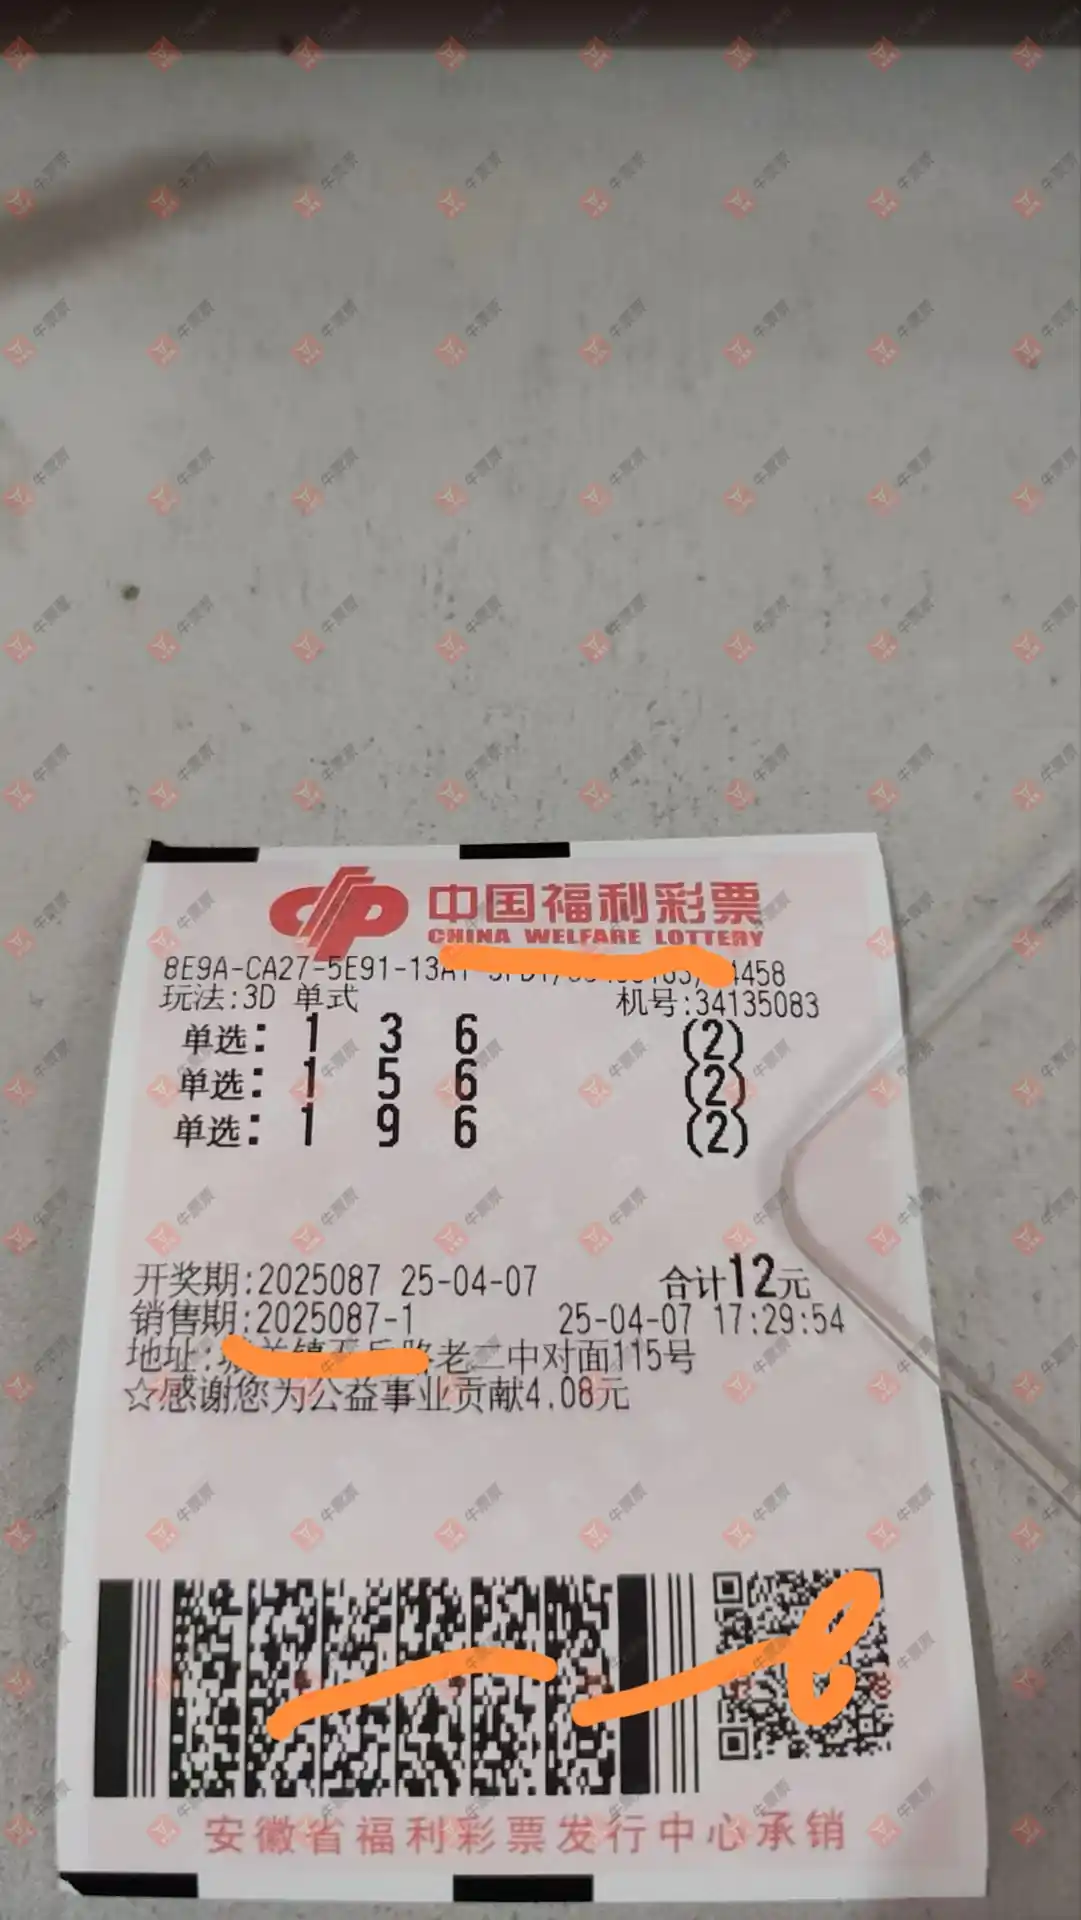 中国福利彩票
CHINA WELFARE LOTTERY
8E9A-CA27-5E91-13A1 4458
玩法:3D 单式 机号:34135083
单选: 1 3 6 (2)
单选: 1 5 6 (2)
单选: 1 9 6 (2)
开奖期:2025087 25-04-07 合计12元
销售期:2025087-1 25-04-07 17:29:54
地址: 老二中对面115号
☆感谢您为公益事业贡献4.08元
安徽省福利彩票发行中心承销
牛票票